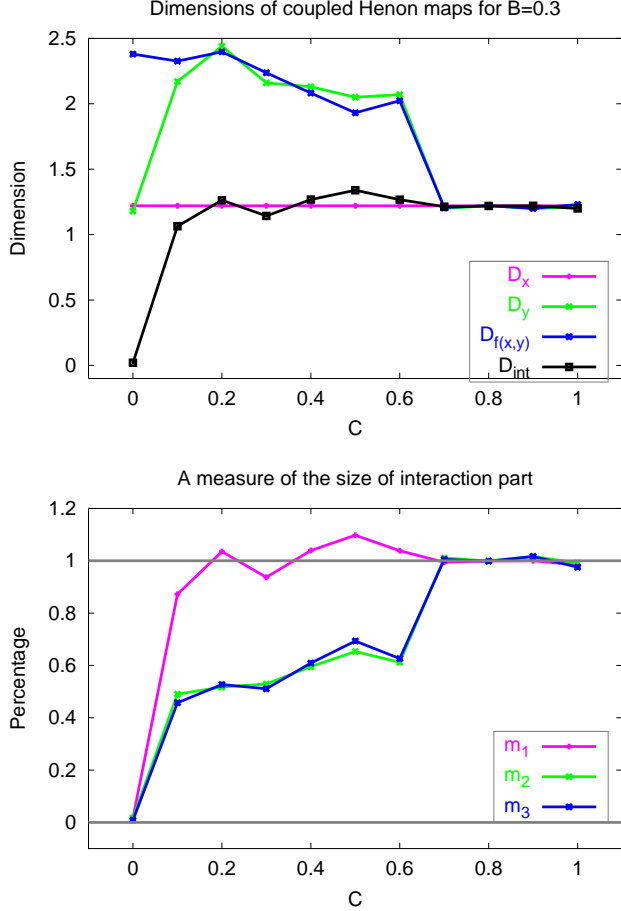 Dimensions of coupled Henon maps for B=0.3
2.5
2
1.5
1
0.5
0
Dimension
D_x
D_y
D_f(x,y)
D_int
0 0.2 0.4 0.6 0.8 1
C
A measure of the size of interaction part
1.2
1
0.8
0.6
0.4
0.2
0
Percentage
m_1
m_2
m_3
0 0.2 0.4 0.6 0.8 1
C